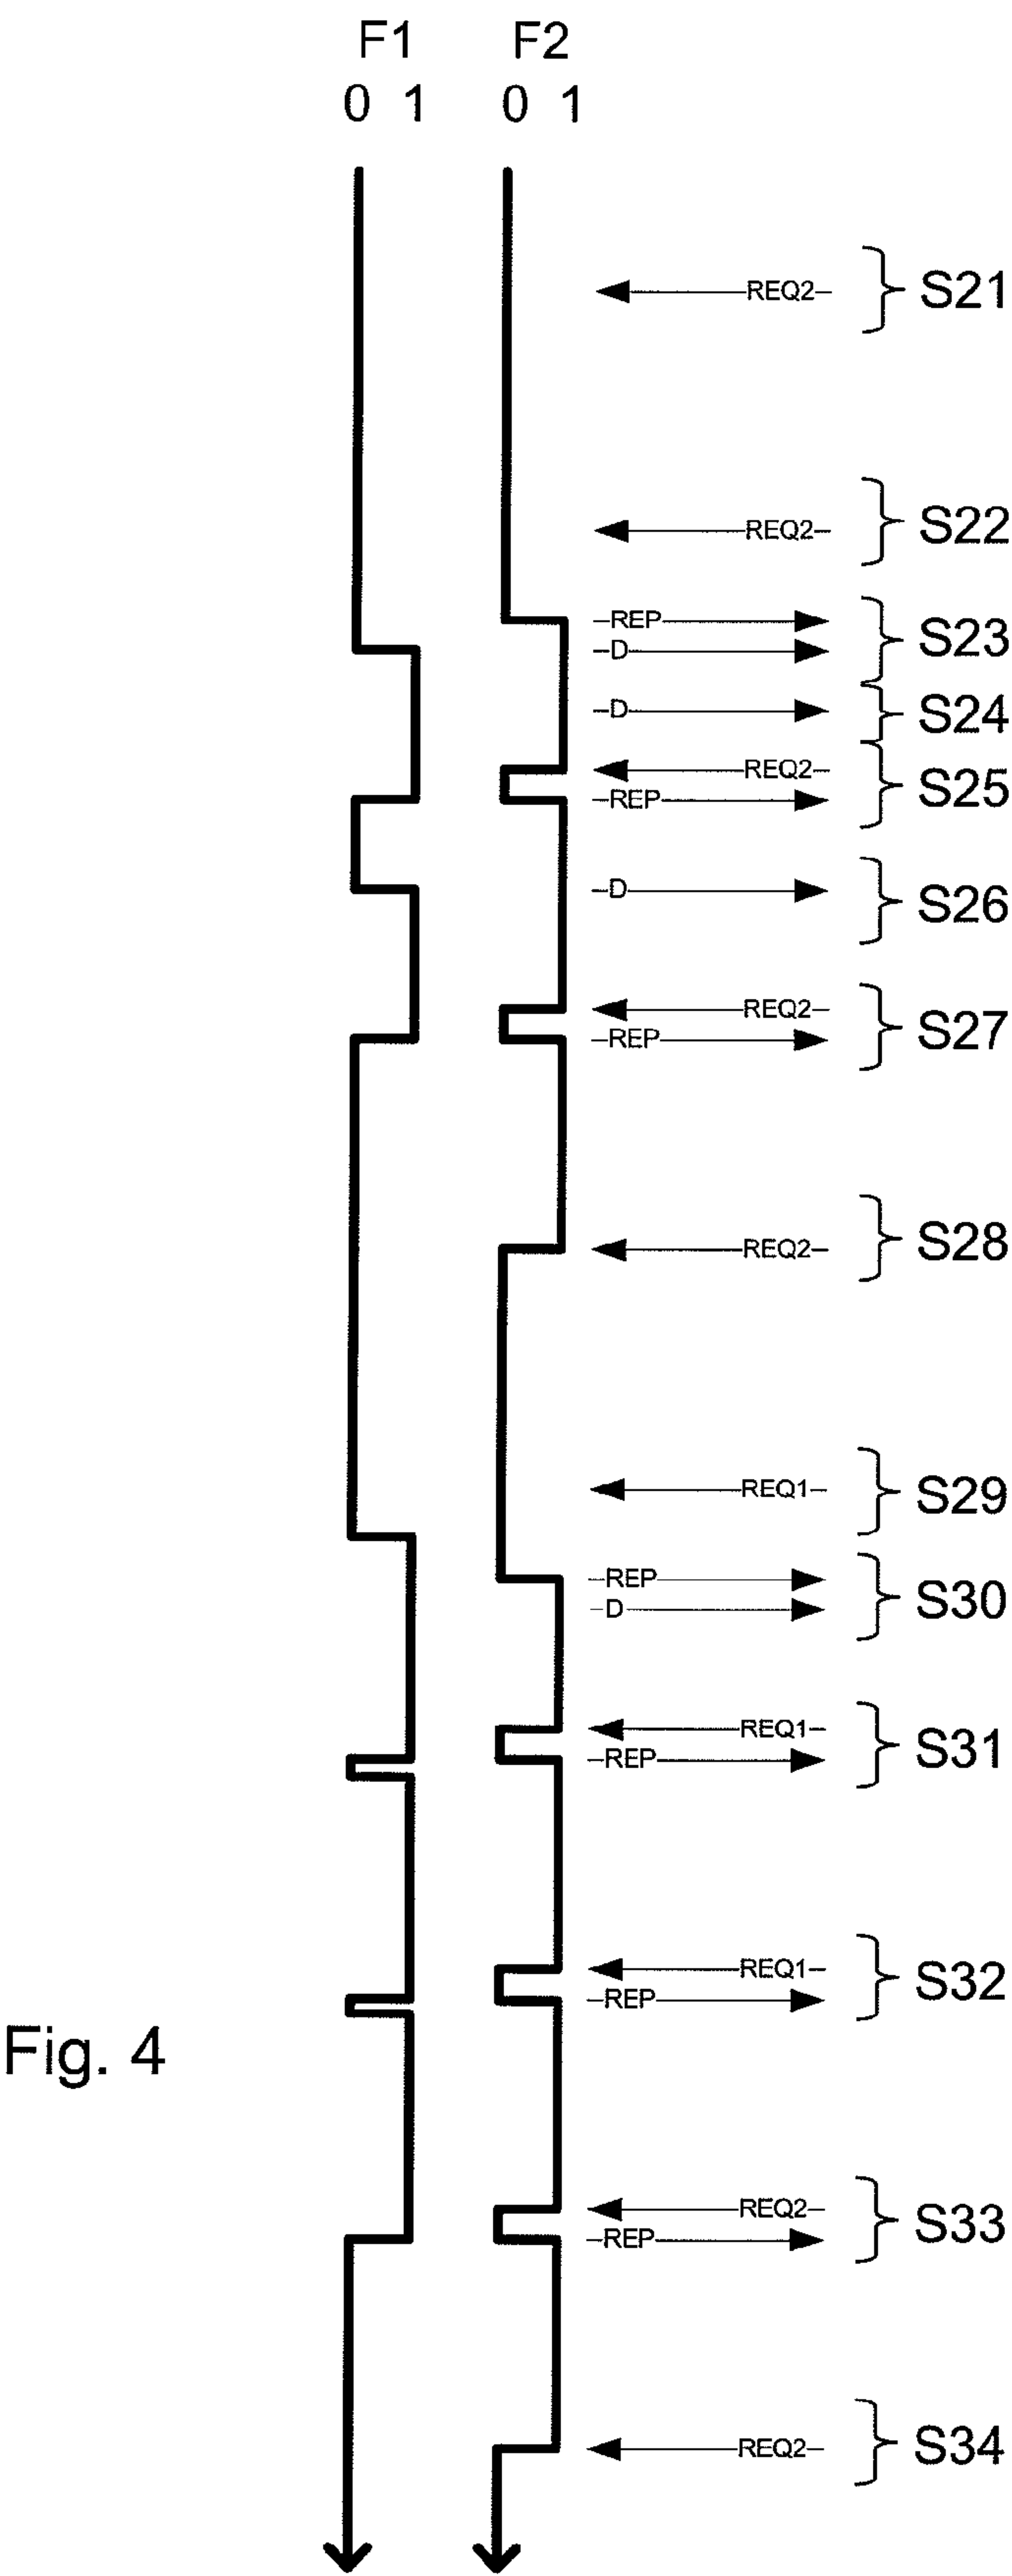 F1 F2
0 1 0 1
REQ2 S21
REQ2 S22
REP S23
D
D S24
REQ2 S25
REP
D S26
REQ2 S27
REP
REQ2 S28
REQ1 S29
REP S30
D
REQ1 S31
REP
REQ1 S32
REP
Fig. 4
REQ2 S33
REP
REQ2 S34